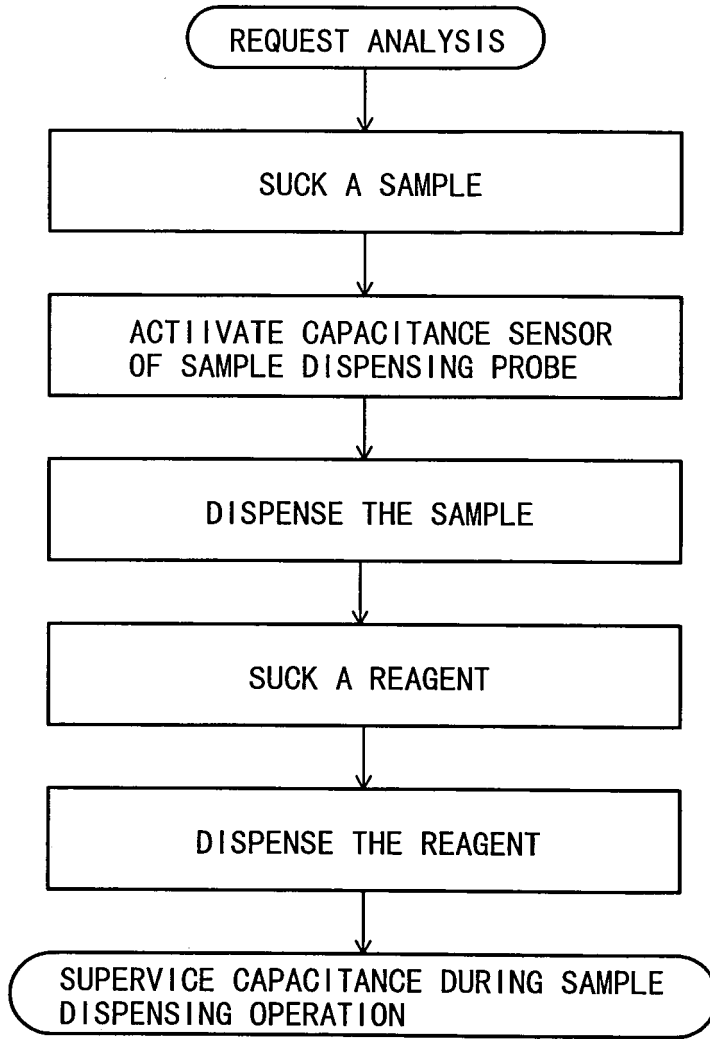 REQUEST ANALYSIS
SUCK A SAMPLE
ACTIIVATE CAPACITANCE SENSOR
OF SAMPLE DISPENSING PROBE
DISPENSE THE SAMPLE
SUCK A REAGENT
DISPENSE THE REAGENT
SUPERVICE CAPACITANCE DURING SAMPLE
DISPENSING OPERATION